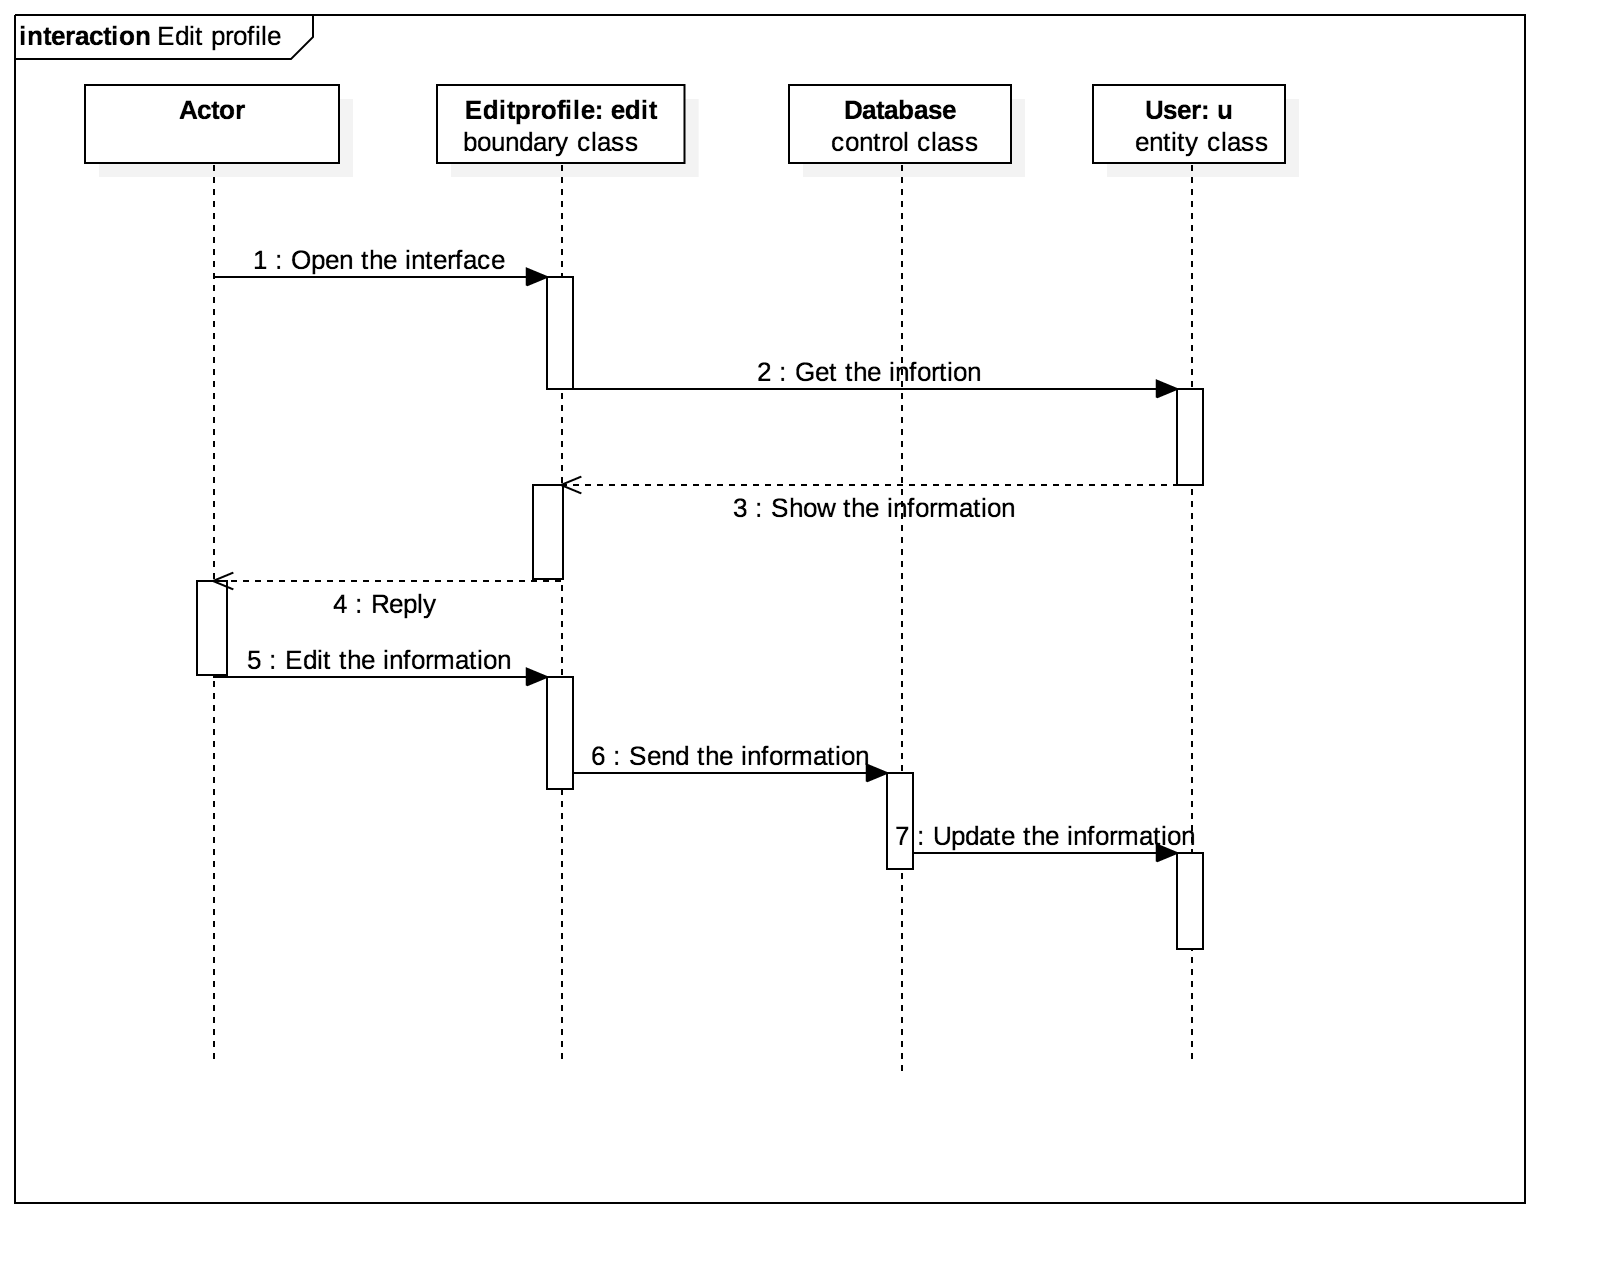 interaction Edit profile
Actor
Editprofile: edit
boundary class
Database
control class
User: u
entity class
1 : Open the interface
2 : Get the infortion
3 : Show the information
4 : Reply
5 : Edit the information
6 : Send the information
7 : Update the information